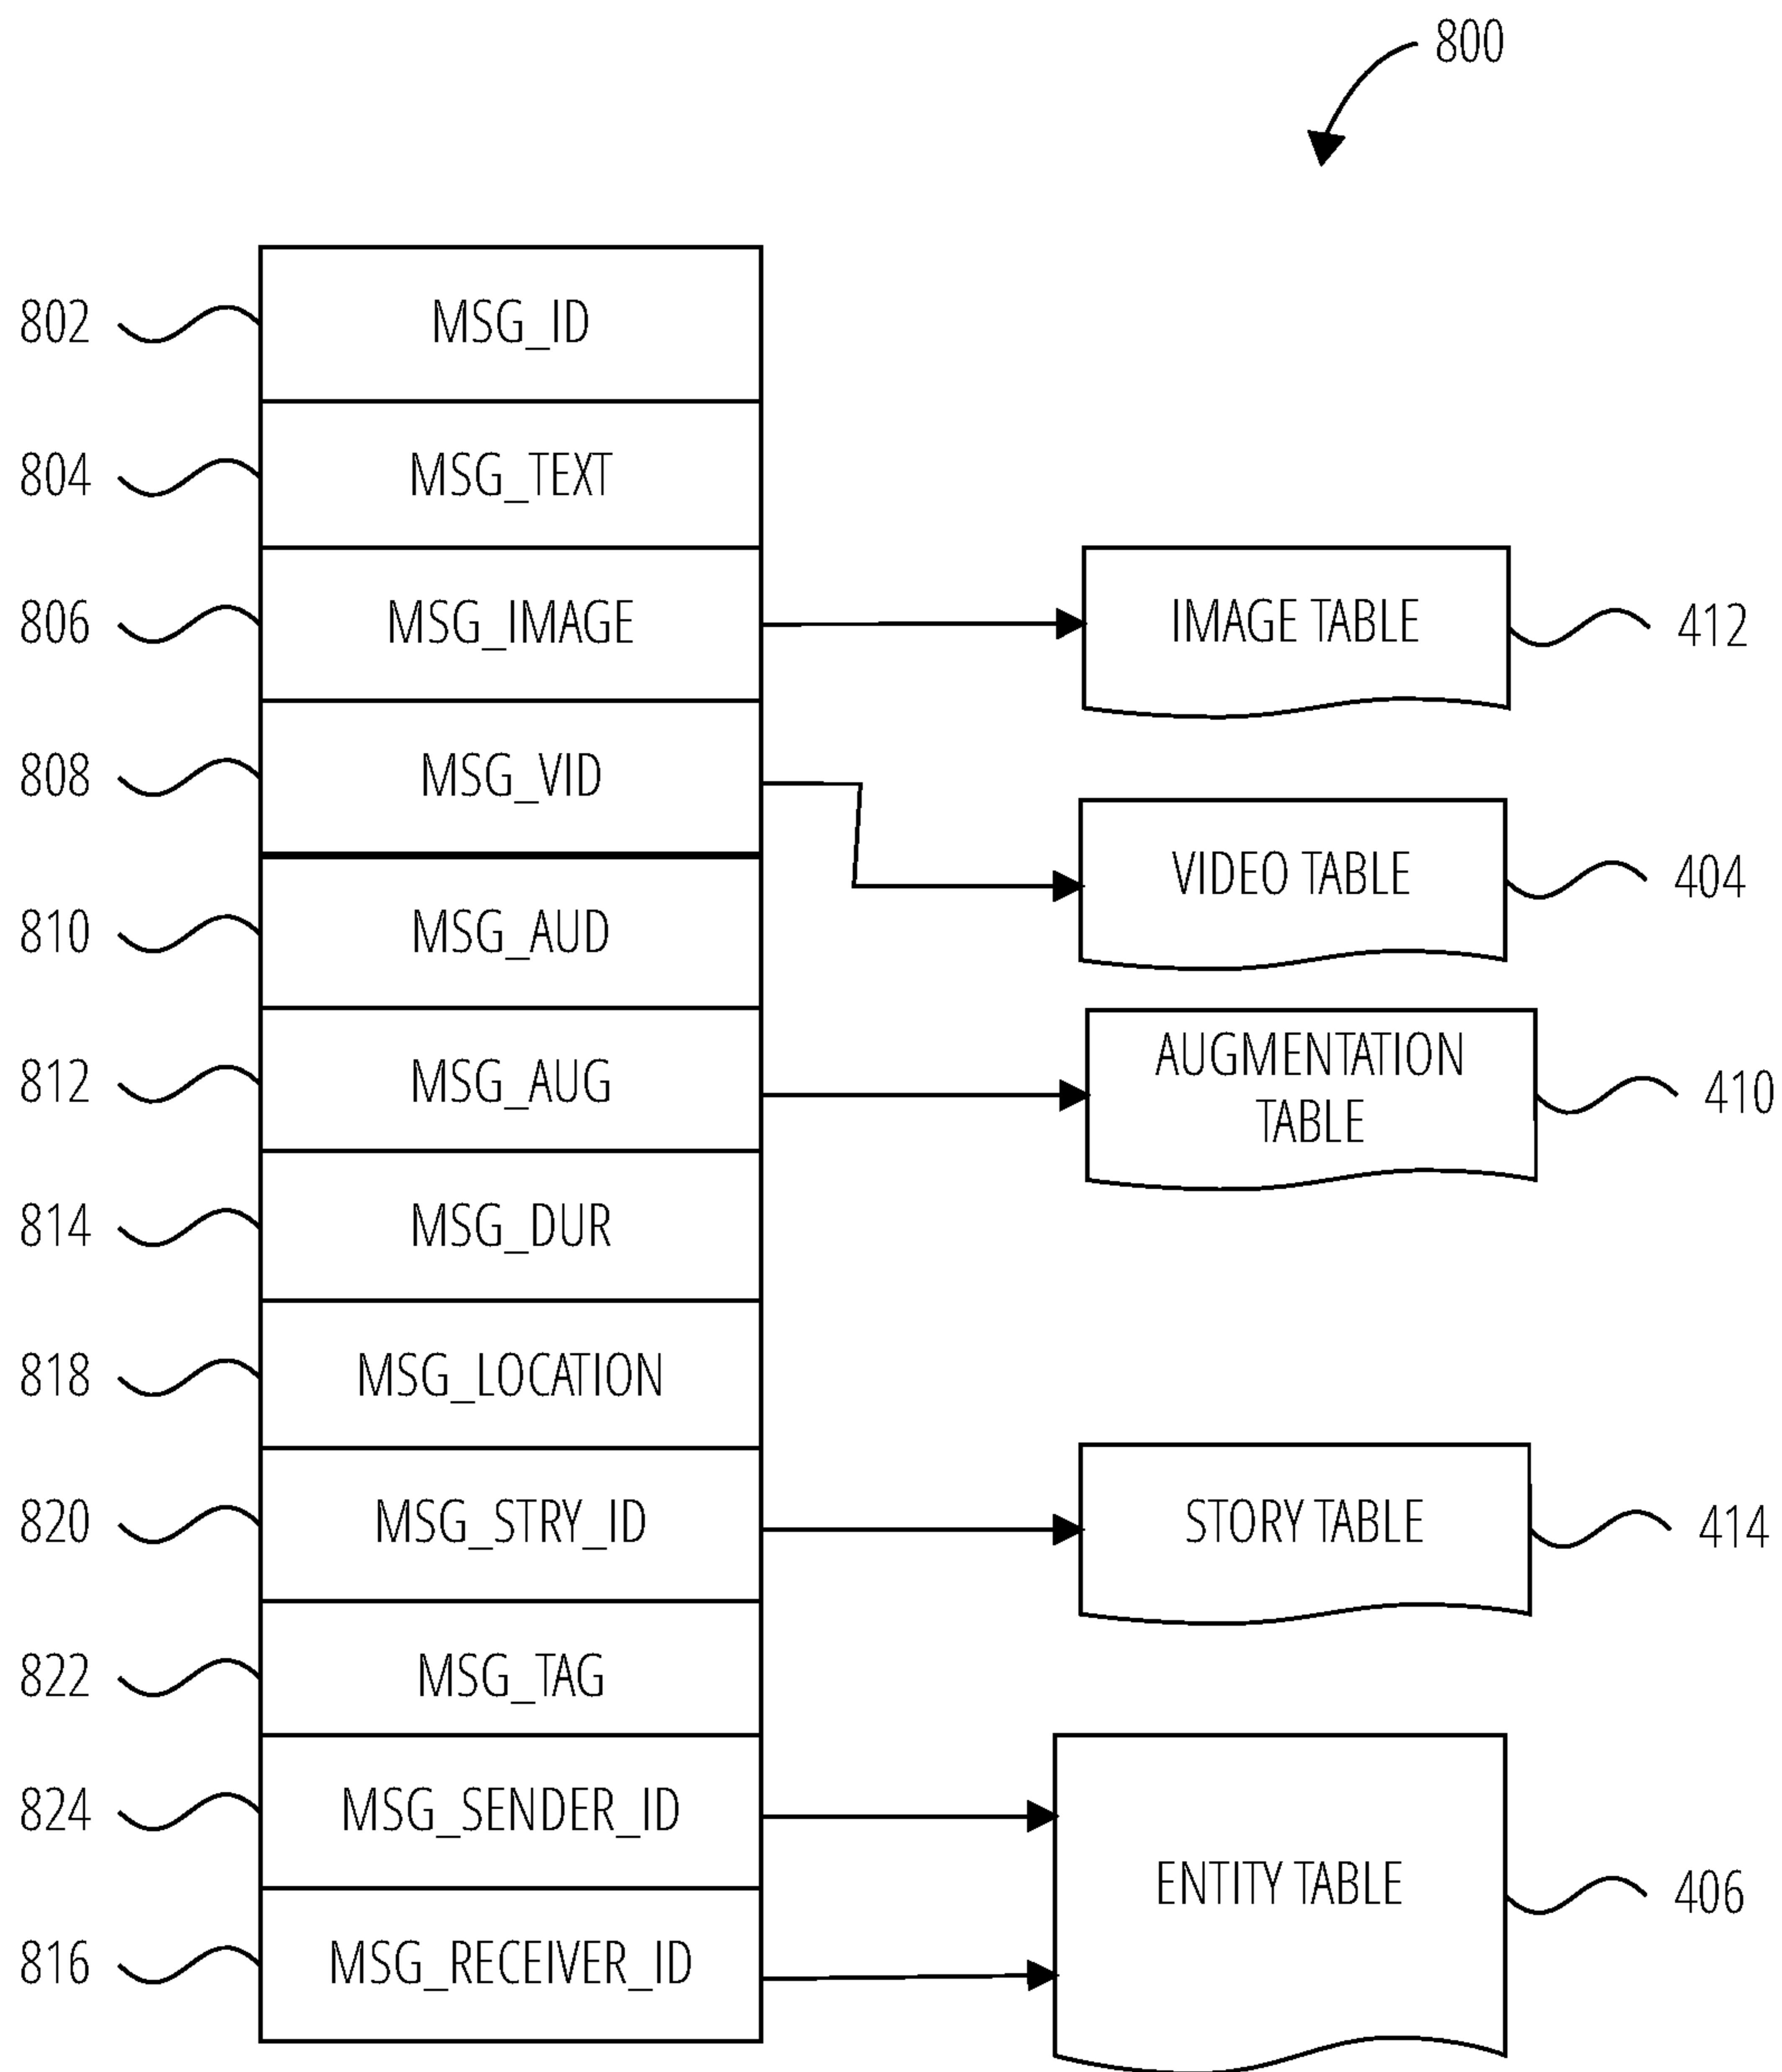 800
802 MSG_ID
804 MSG_TEXT
806 MSG_IMAGE IMAGE TABLE 412
808 MSG_VID VIDEO TABLE 404
810 MSG_AUD
812 MSG_AUG AUGMENTATION
TABLE 410
814 MSG_DUR
818 MSG_LOCATION
820 MSG_STRY_ID STORY TABLE 414
822 MSG_TAG
824 MSG_SENDER_ID
ENTITY TABLE 406
816 MSG_RECEIVER_ID